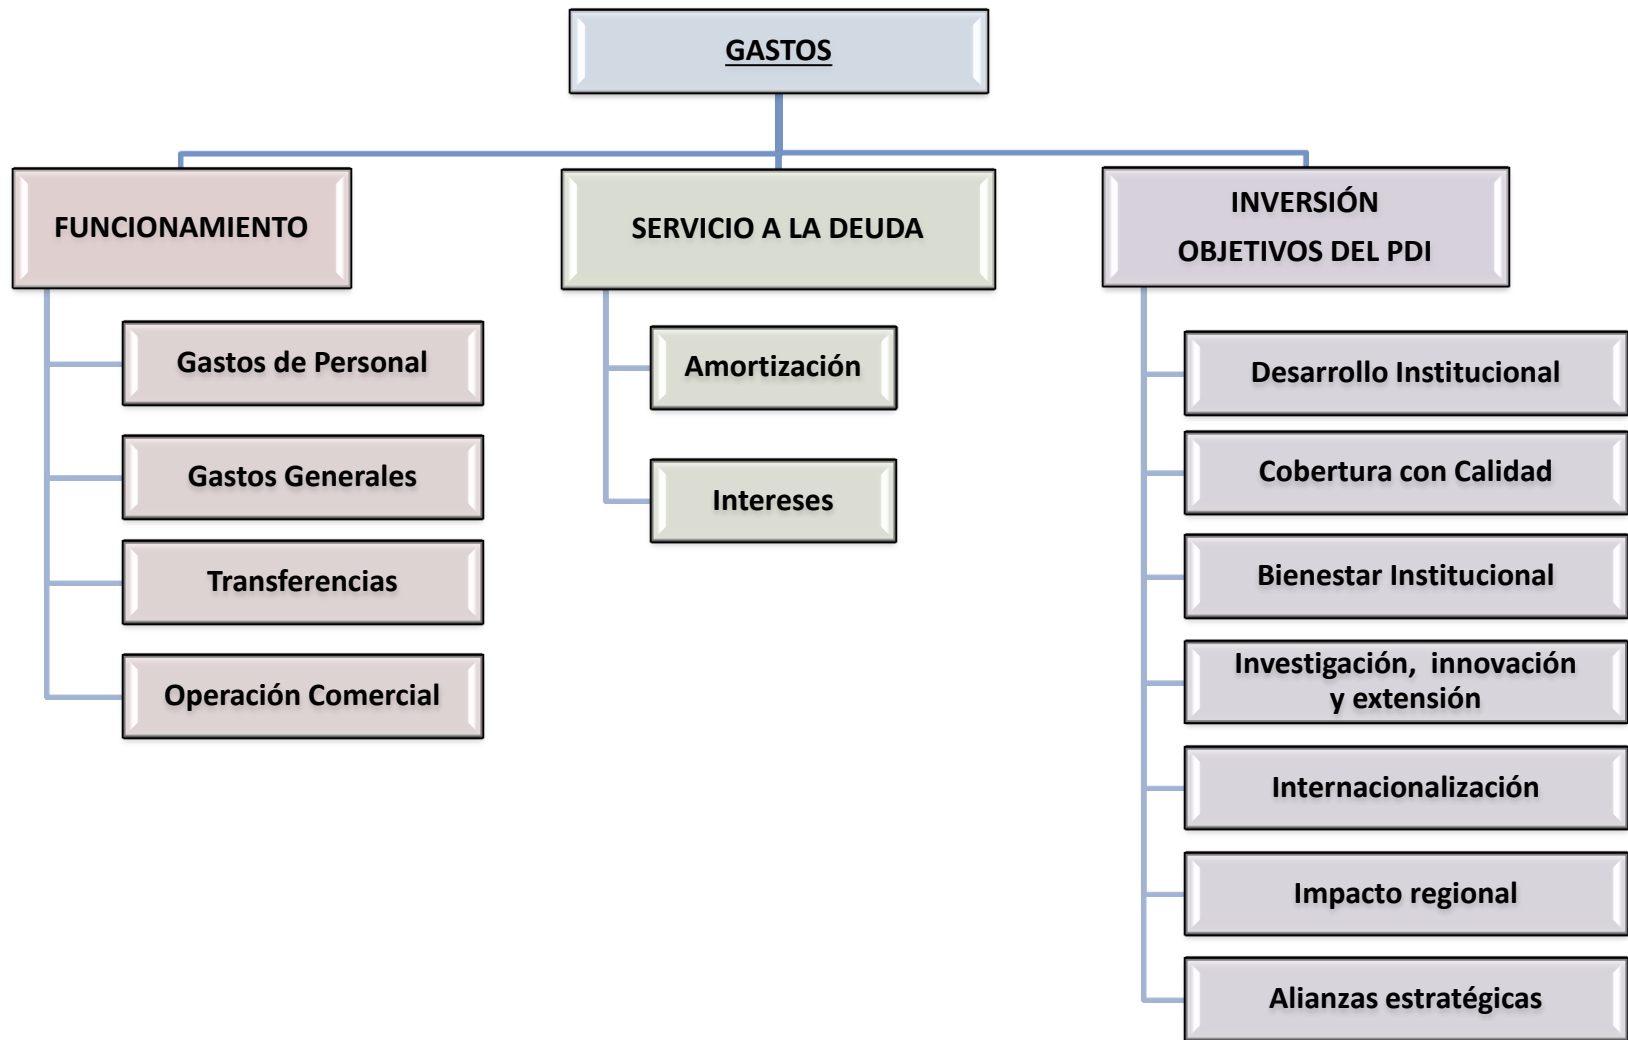 GASTOS
FUNCIONAMIENTO
Gastos de Personal
Gastos Generales
Transferencias
Operación Comercial
SERVICIO A LA DEUDA
Amortización
Intereses
INVERSIÓN
OBJETIVOS DEL PDI
Desarrollo Institucional
Cobertura con Calidad
Bienestar Institucional
Investigación, innovación
y extensión
Internacionalización
Impacto regional
Alianzas estratégicas